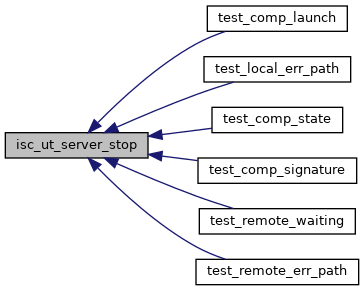 test_comp_launch
test_local_err_path
test_comp_state
isc_ut_server_stop
test_comp_signature
test_remote_waiting
test_remote_err_path